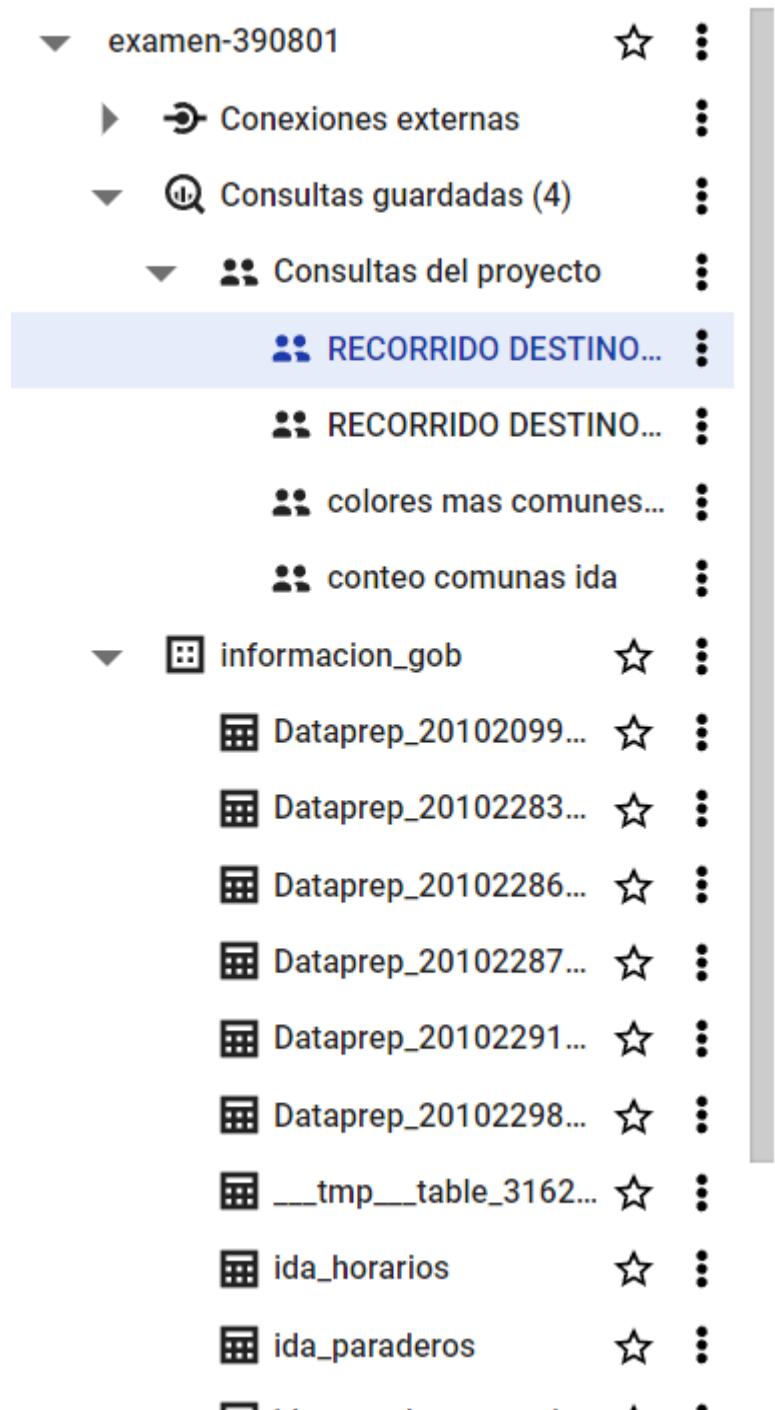 examen-390801
Conexiones externas
Consultas guardadas (4)
Consultas del proyecto
RECORRIDO DESTINO...
RECORRIDO DESTINO...
colores mas comunes...
conteo comunas ida
informacion_gob
Dataprep_20102099...
Dataprep_20102283...
Dataprep_20102286...
Dataprep_20102287...
Dataprep_20102291...
Dataprep_20102298...
___tmp___table_3162...
ida_horarios
ida_paraderos